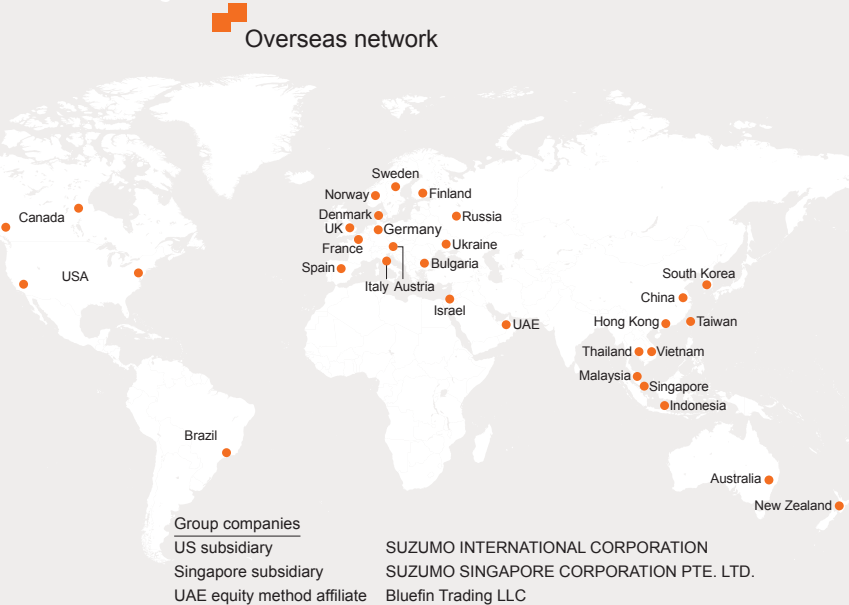 Overseas network
Sweden
Norway
Finland
Denmark
Russia
UK
Germany
Canada
France
Ukraine
Spain
Bulgaria
USA
South Korea
Italy Austria
China
Israel
Hong Kong
Taiwan
UAE
Thailand
Vietnam
Malaysia
Singapore
Indonesia
Brazil
Australia
New Zealand
Group companies
US subsidiary SUZUMO INTERNATIONAL CORPORATION
Singapore subsidiary SUZUMO SINGAPORE CORPORATION PTE. LTD.
UAE equity method affiliate Bluefin Trading LLC